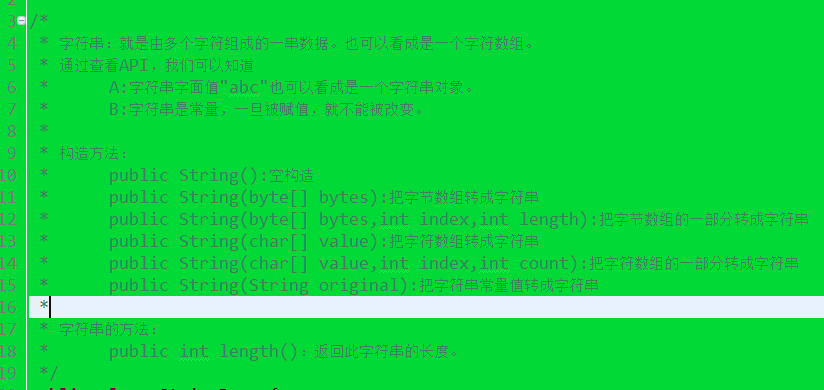 3 /*
4 * 字符串：就是由多个字符组成的一串数据。也可以看成是一个字符数组。
5 * 通过查看API，我们可以知道
6 * A:字符串字面值"abc"也可以看成是一个字符串对象。
7 * B:字符串是常量，一旦被赋值，就不能被改变。
8 *
9 * 构造方法：
10 * public String():空构造
11 * public String(byte[] bytes):把字节数组转成字符串
12 * public String(byte[] bytes,int index,int length):把字节数组的一部分转成字符串
13 * public String(char[] value):把字符数组转成字符串
14 * public String(char[] value,int index,int count):把字符数组的一部分转成字符串
15 * public String(String original):把字符串常量值转成字符串
16 *
17 * 字符串的方法：
18 * public int length()：返回此字符串的长度。
19 */